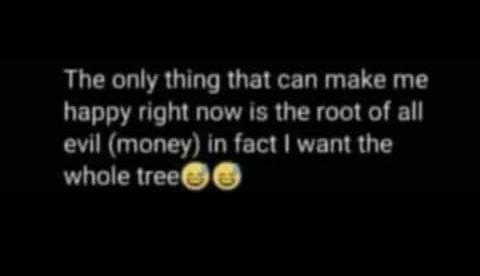 The only thing that can make me
happy right now is the root of all
evil (money) in fact I want the
whole tree😅😅